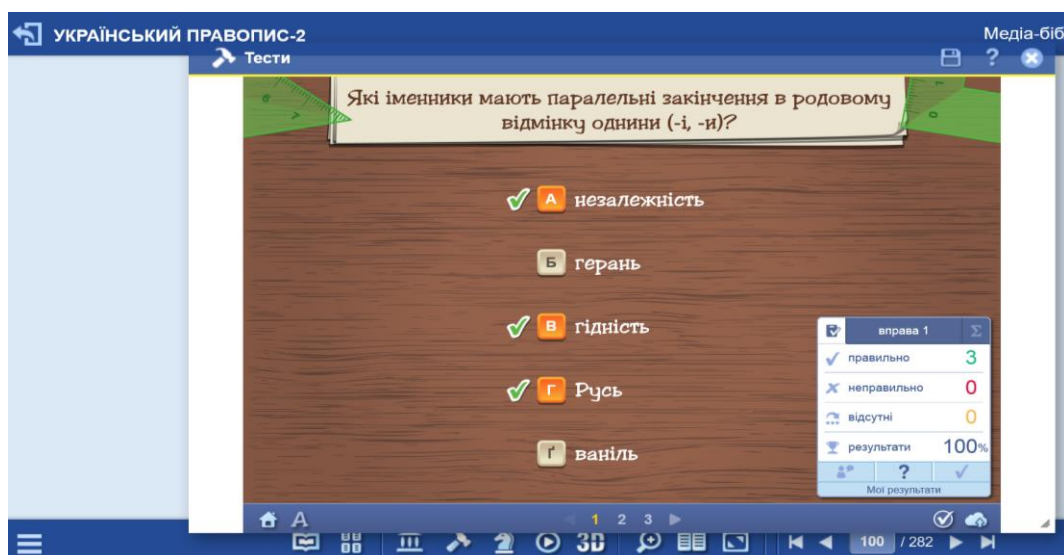 УКРАЇНСЬКИЙ ПРАВОПИС-2
Медіа-біб
Тести
?
Які іменники мають паралельні закінчення в родовому
відмінку однини (-і, -и)?
А незалежність
Б герань
В гідність
Г Русь
Ґ ваніль
вправа 1 Σ
правильно 3
неправильно 0
відсутні 0
результати 100%
?
Мої результати
A 1 2 3
3D 100 / 282